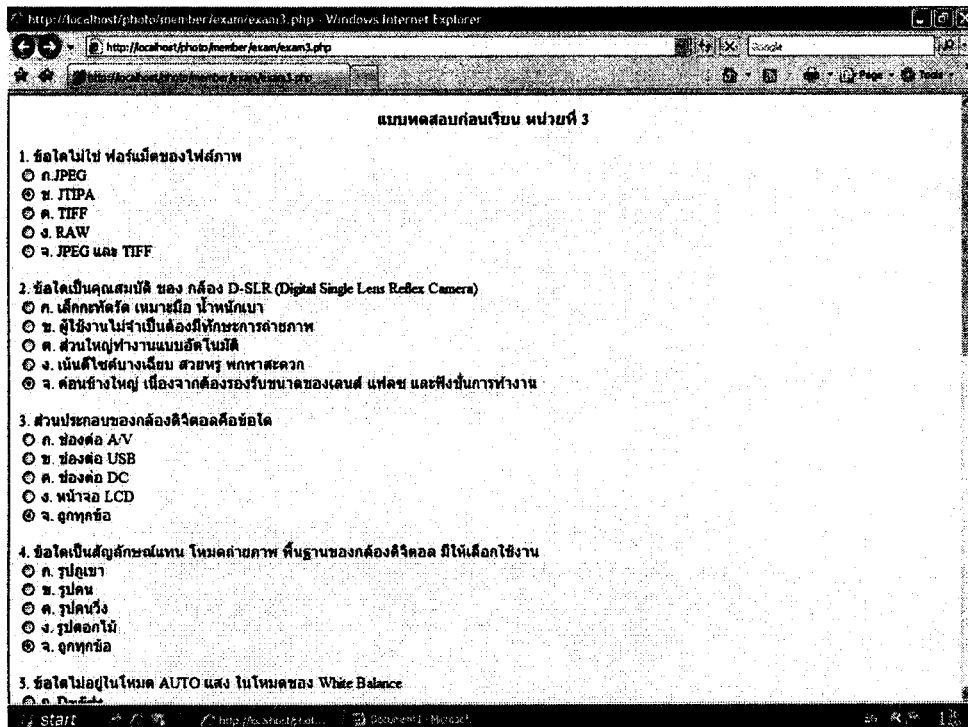 http://localhost/photo/member/exam/exam3.php - Windows Internet Explorer
http://localhost/photo/member/exam/exam3.php
Google
http://localhost/photo/member/exam/exam3.php
Page
Tools
แบบทดสอบก่อนเรียน หน่วยที่ 3
1. ข้อใดไม่ใช่ ฟอร์แม็ตของไฟล์ภาพ
ก.JPEG
ข. JTIPA
ค. TIFF
ง. RAW
จ. JPEG และ TIFF
2. ข้อใดเป็นคุณสมบัติ ของ กล้อง D-SLR (Digital Single Lens Reflex Camera)
ก. เล็กกะทัดรัด เหมาะมือ น้ำหนักเบา
ข. ผู้ใช้งานไม่จำเป็นต้องมีทักษะการถ่ายภาพ
ค. ส่วนใหญ่ทำงานแบบอัตโนมัติ
ง. เน้นดีไซต์บางเฉียบ สวยหรู พกพาสะดวก
จ. ค่อนข้างใหญ่ เนื่องจากต้องรองรับขนาดของเลนส์ แฟลซ และฟังชั่นการทำงาน
3. ส่วนประกอบของกล้องดิจิตอลคือข้อใด
ก. ช่องต่อ A/V
ข. ช่องต่อ USB
ค. ช่องต่อ DC
ง. หน้าจอ LCD
จ. ถูกทุกข้อ
4. ข้อใดเป็นสัญลักษณ์แทน โหมดถ่ายภาพ พื้นฐานของกล้องดิจิตอล มีให้เลือกใช้งาน
ก. รูปภูเขา
ข. รูปคน
ค. รูปคนวิ่ง
ง. รูปดอกไม้
จ. ถูกทุกข้อ
5. ข้อใดไม่อยู่ในโหมด AUTO แสง ในโหมดของ White Balance
start